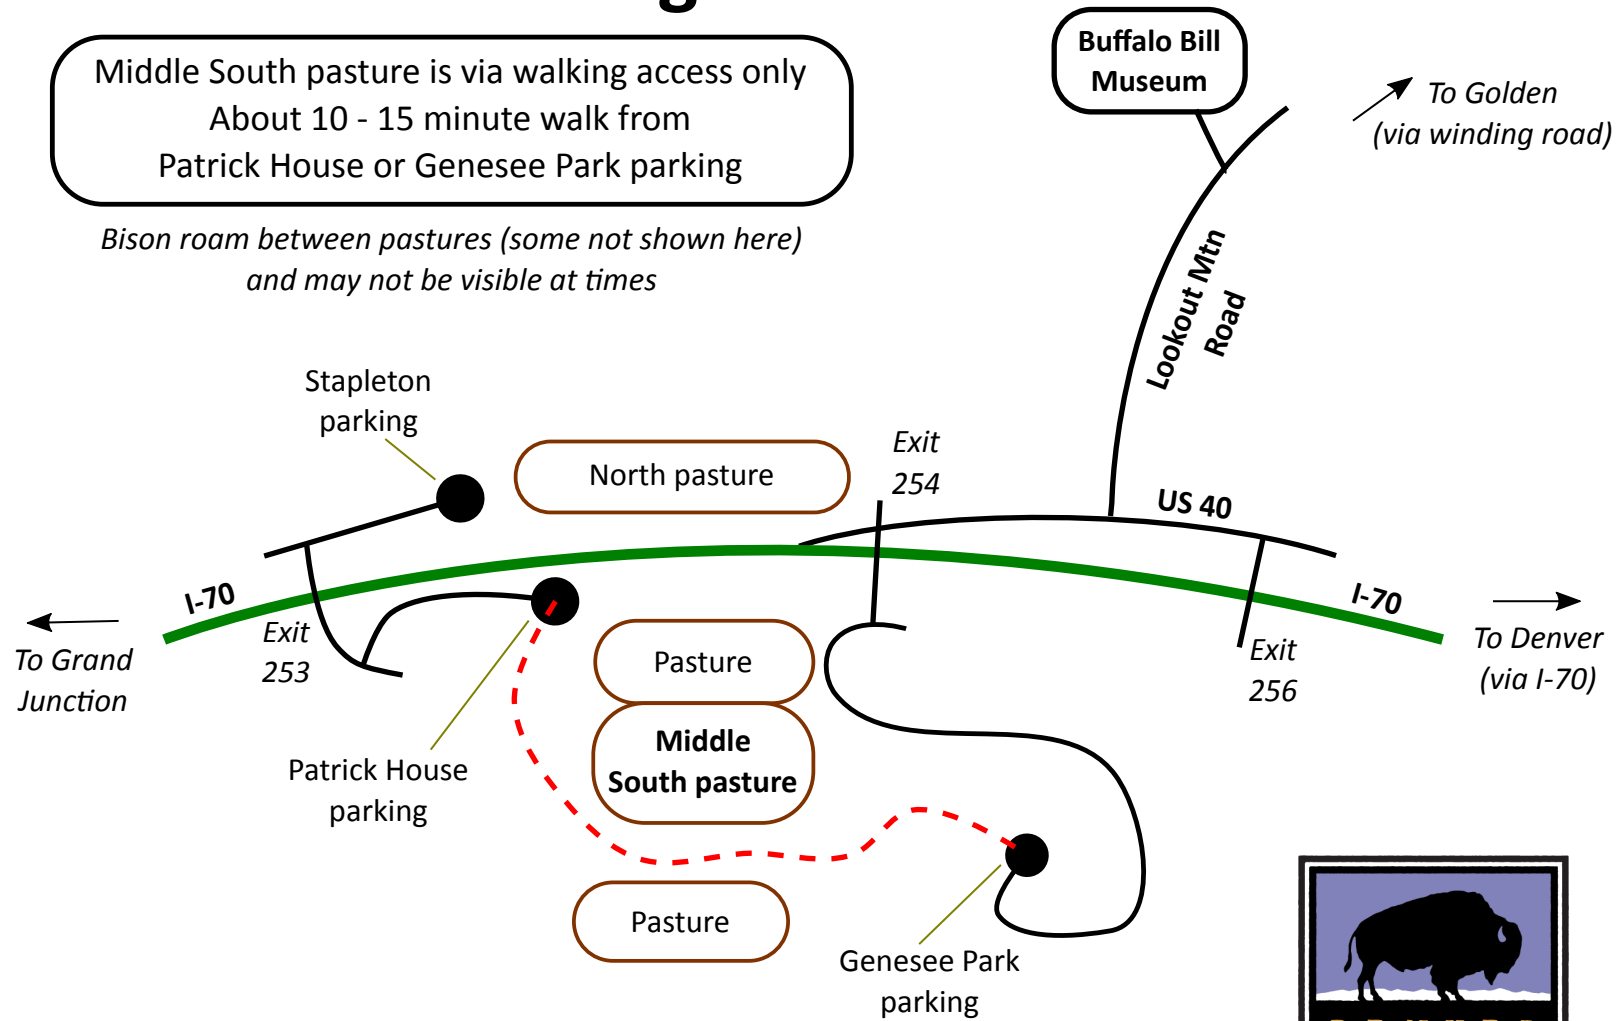 Middle South pasture is via walking access only
About 10 - 15 minute walk from
Patrick House or Genesee Park parking
Bison roam between pastures (some not shown here)
and may not be visible at times
Buffalo Bill
Museum
To Golden
(via winding road)
Lookout Mtn
Road
Stapleton
parking
North pasture
Exit
254
US 40
I-70
I-70
To Grand
Junction
Exit
253
Pasture
Exit
256
To Denver
(via I-70)
Middle
South pasture
Patrick House
parking
Pasture
Genesee Park
parking